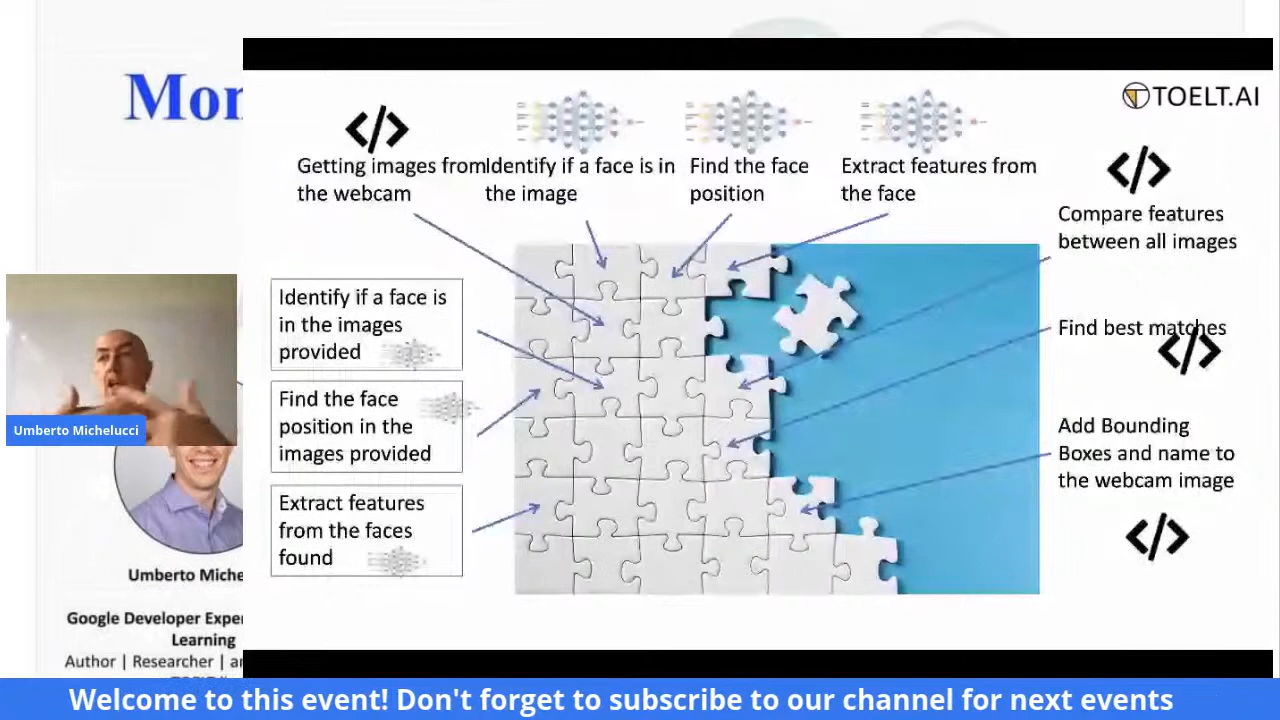 Mor
TOELT.AI
</>
Getting images from
the webcam
Identify if a face is in
the image
Find the face
position
Extract features from
the face
</>
Compare features
between all images
Identify if a face is
in the images
provided
Find best matches
</>
Find the face
position in the
images provided
Add Bounding
Boxes and name to
the webcam image
</>
Extract features
from the faces
found
Umberto Michelucci
Umberto Miche
Google Developer Exper
Learning
Author | Researcher | ar
Welcome to this event! Don't forget to subscribe to our channel for next events